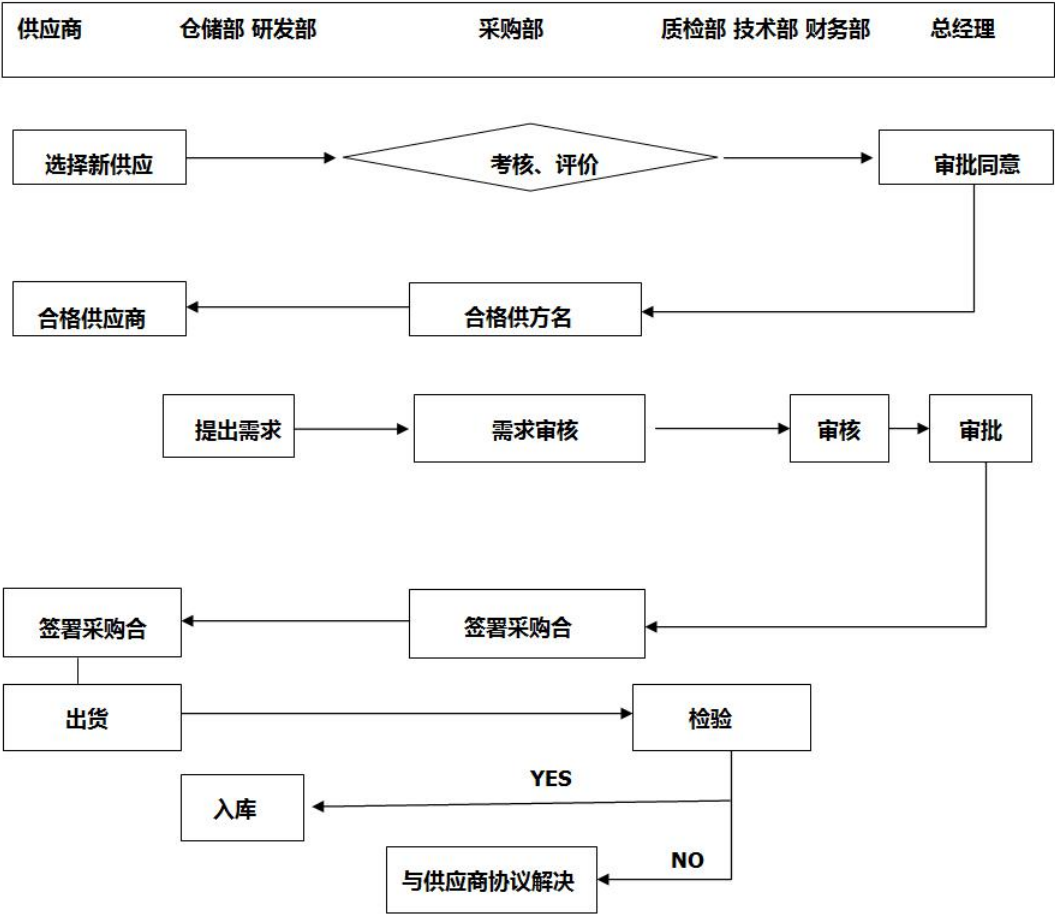 供应商 仓储部 研发部 采购部 质检部 技术部 财务部 总经理
选择新供应 考核、评价 审批同意
合格供应商 合格供方名
提出需求 需求审核 审核 审批
签署采购合 签署采购合
出货 检验
YES
入库
NO
与供应商协议解决